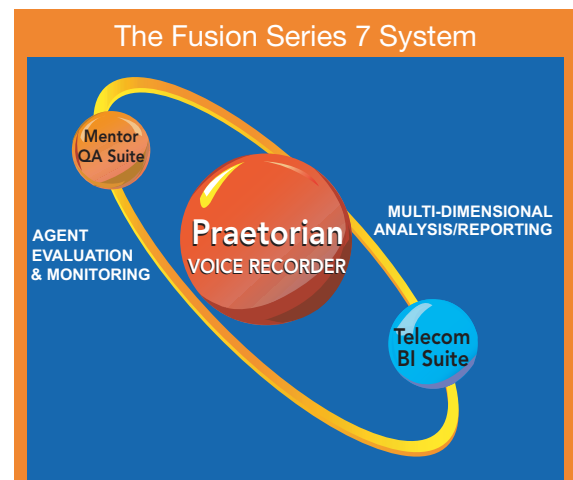 The Fusion Series 7 System
Mentor
QA Suite
Praetorian
VOICE RECORDER
MULTI-DIMENSIONAL
ANALYSIS/REPORTING
AGENT
EVALUATION
& MONITORING
Telecom
BI Suite